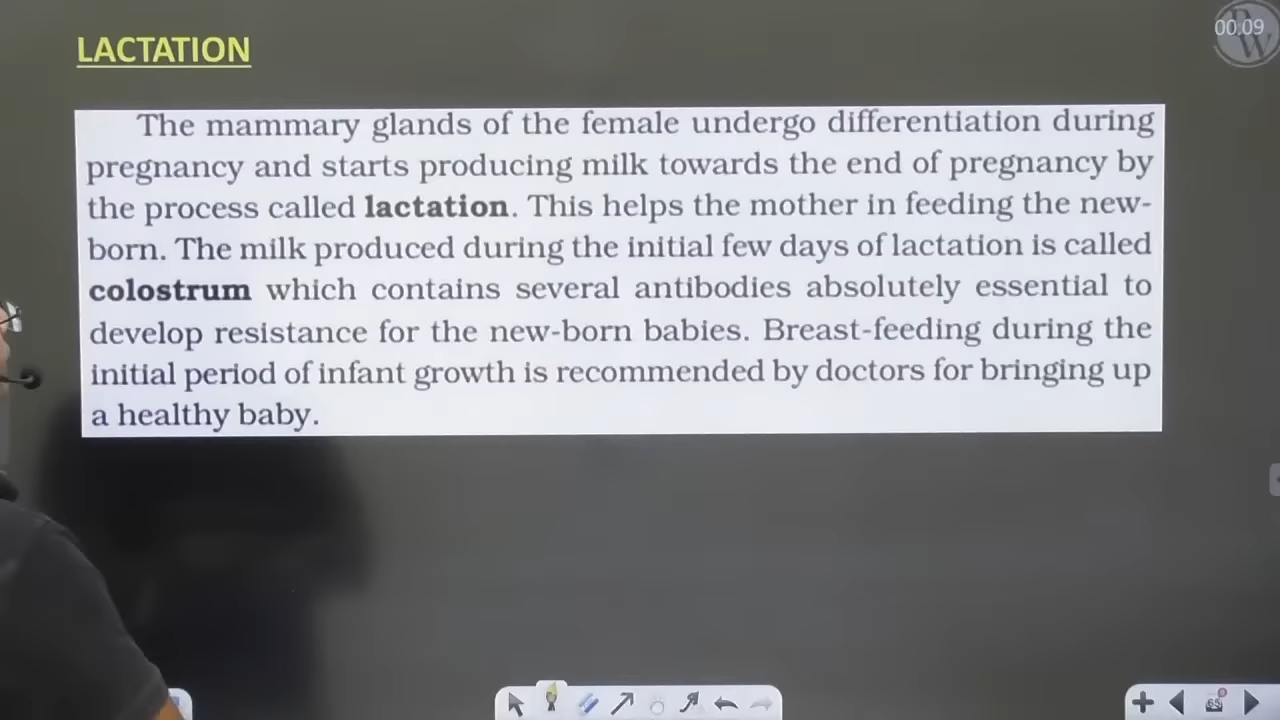 LACTATION
00:09
PW
The mammary glands of the female undergo differentiation during
pregnancy and starts producing milk towards the end of pregnancy by
the process called lactation. This helps the mother in feeding the new-
born. The milk produced during the initial few days of lactation is called
colostrum which contains several antibodies absolutely essential to
develop resistance for the new-born babies. Breast-feeding during the
initial period of infant growth is recommended by doctors for bringing up
a healthy baby.